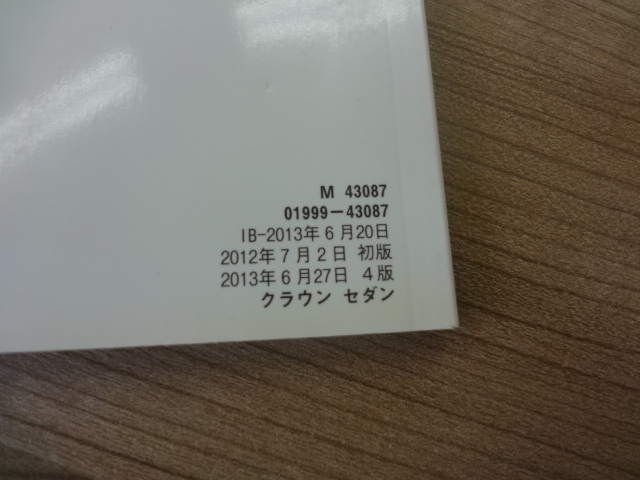 M 43087
01999-43087
IB-2013年6月20日
2012年7月2日 初版
2013年6月27日 4版
クラウン セダン